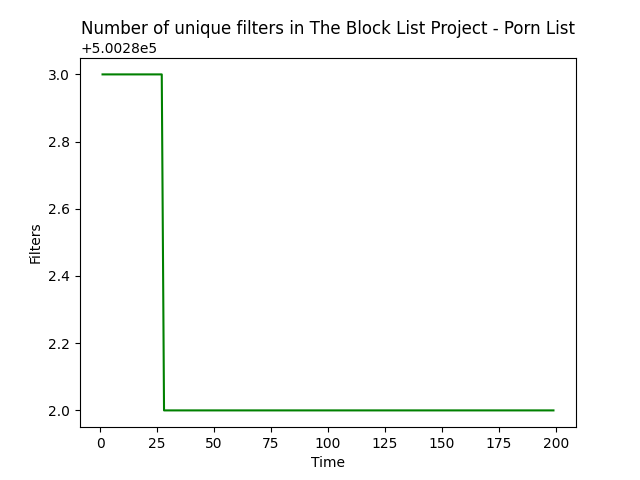 Number of unique filters in The Block List Project - Porn List
+5.0028e5
3.0
2.8
2.6
2.4
2.2
2.0
Filters
0 25 50 75 100 125 150 175 200
Time